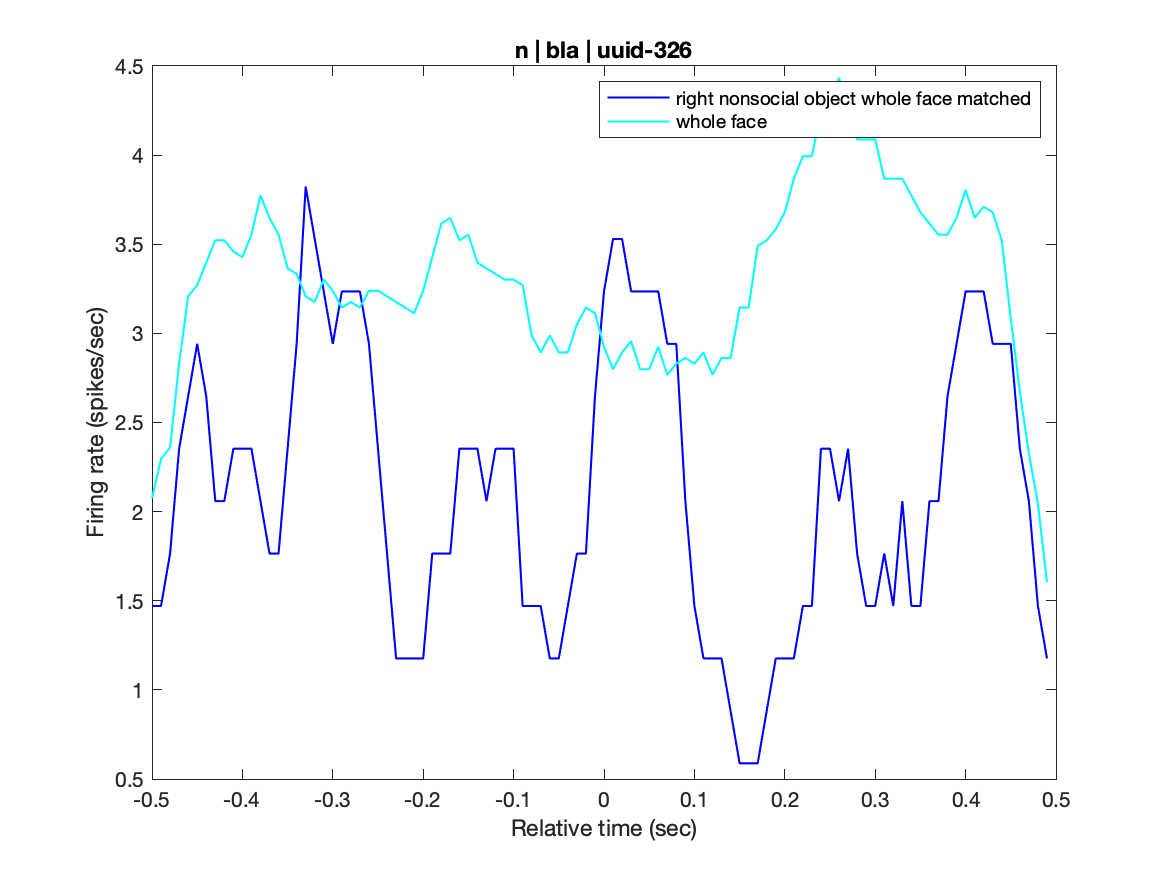 n | bla | uuid-326
right nonsocial object whole face matched
whole face
4.5
4
3.5
3
2.5
2
1.5
1
0.5
Firing rate (spikes/sec)
-0.5 -0.4 -0.3 -0.2 -0.1 0 0.1 0.2 0.3 0.4 0.5
Relative time (sec)